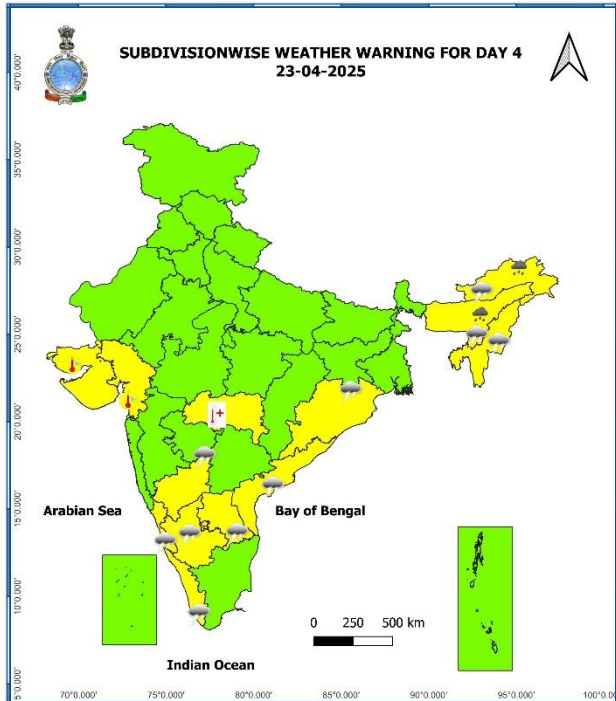 SUBDIVISIONWISE WEATHER WARNING FOR DAY 4
23-04-2025
40°0.000'
35°0.000'
30°0.000'
25°0.000'
20°0.000'
15°0.000'
10°0.000'
5°0.000'
Arabian Sea
Bay of Bengal
0 250 500 km
Indian Ocean
70°0.000' 75°0.000' 80°0.000' 85°0.000' 90°0.000' 95°0.000' 100°0.00